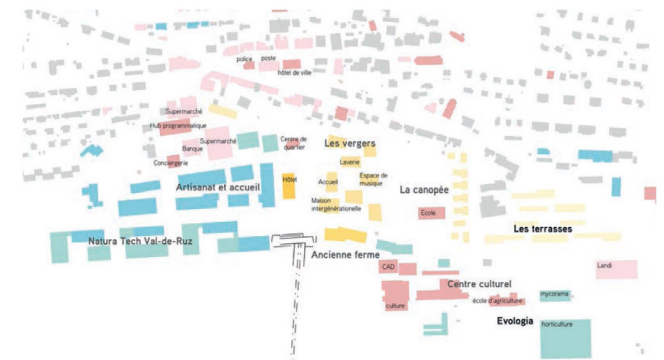 police
poste
hôtel de ville
Supermarché
Hub programmatique
Supermarché
Banque
Centre de
quartier
Conciergerie
Les vergers
Laverie
Artisanat et accueil
Hôtel
Accueil
Espace de
musique
La canopée
Maison
intergénérationelle
Ecole
Les terrasses
Natura Tech Val-de-Ruz
Ancienne ferme
CAD
Landi
Centre culturel
culture
école d'agriculture
mycorama
Evologia
horticulture